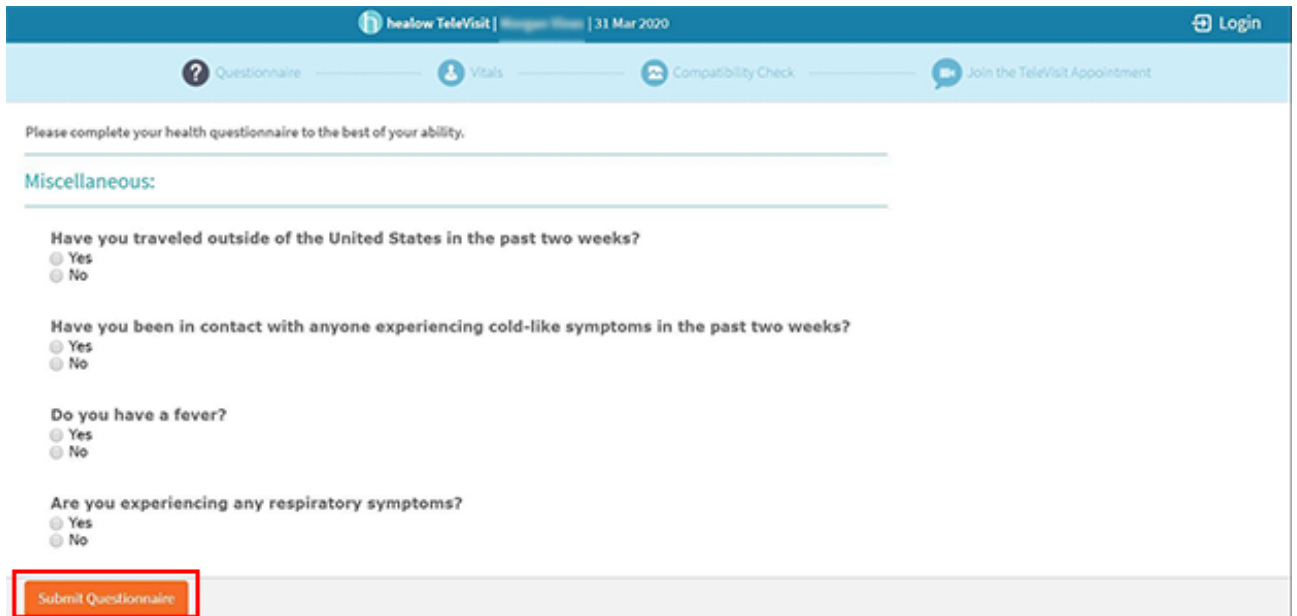 healow TeleVisit | | 31 Mar 2020
Login
Questionnaire
Vitals
Compatibility Check
Join the TeleVisit Appointment
Please complete your health questionnaire to the best of your ability.
Miscellaneous:
Have you traveled outside of the United States in the past two weeks?
Yes
No
Have you been in contact with anyone experiencing cold-like symptoms in the past two weeks?
Yes
No
Do you have a fever?
Yes
No
Are you experiencing any respiratory symptoms?
Yes
No
Submit Questionnaire